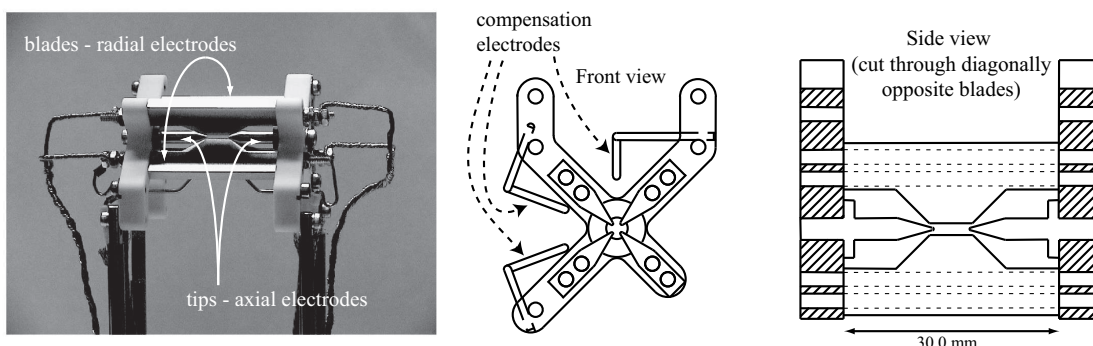 blades - radial electrodes
tips - axial electrodes
compensation
electrodes
Front view
Side view
(cut through diagonally
opposite blades)
30.0 mm